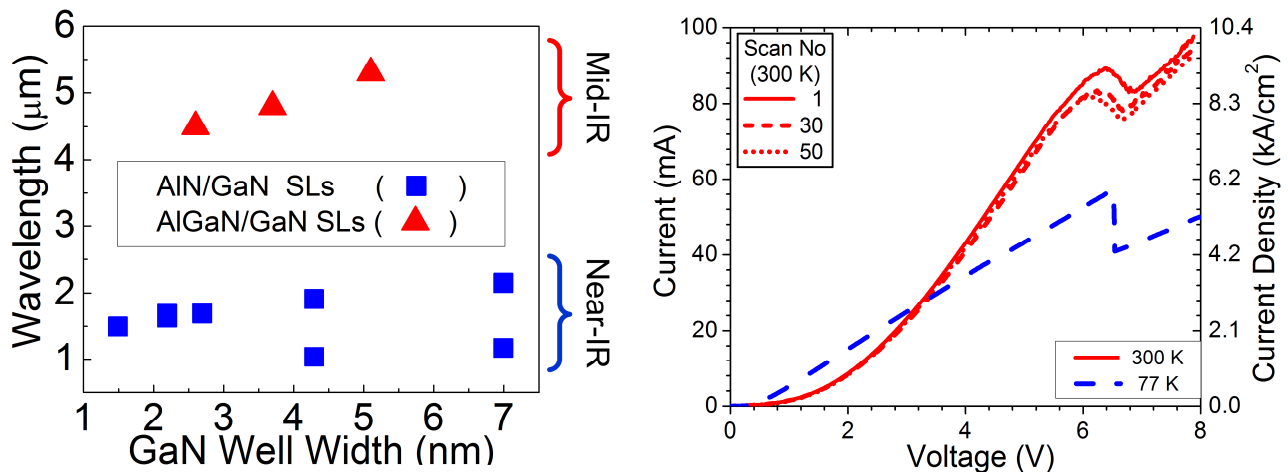 6
5
4
3
2
1
Wavelength (μm)
AlN/GaN SLs ( )
AlGaN/GaN SLs ( )
Mid-IR
Near-IR
1 2 3 4 5 6 7
GaN Well Width (nm)
100
80
60
40
20
0
Current (mA)
Scan No
(300 K)
1
30
50
300 K
77 K
10.4
8.3
6.2
4.2
2.1
0.0
Current Density (kA/cm²)
0 2 4 6 8
Voltage (V)